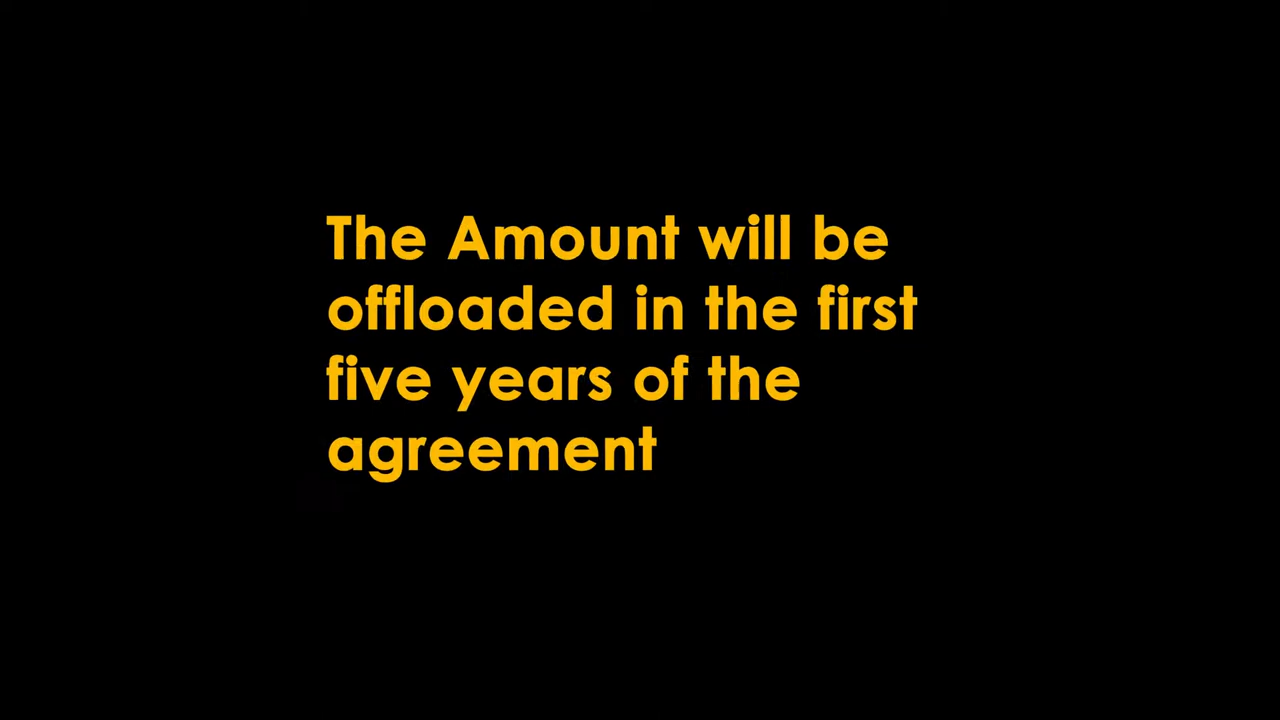 The Amount will be
offloaded in the first
five years of the
agreement